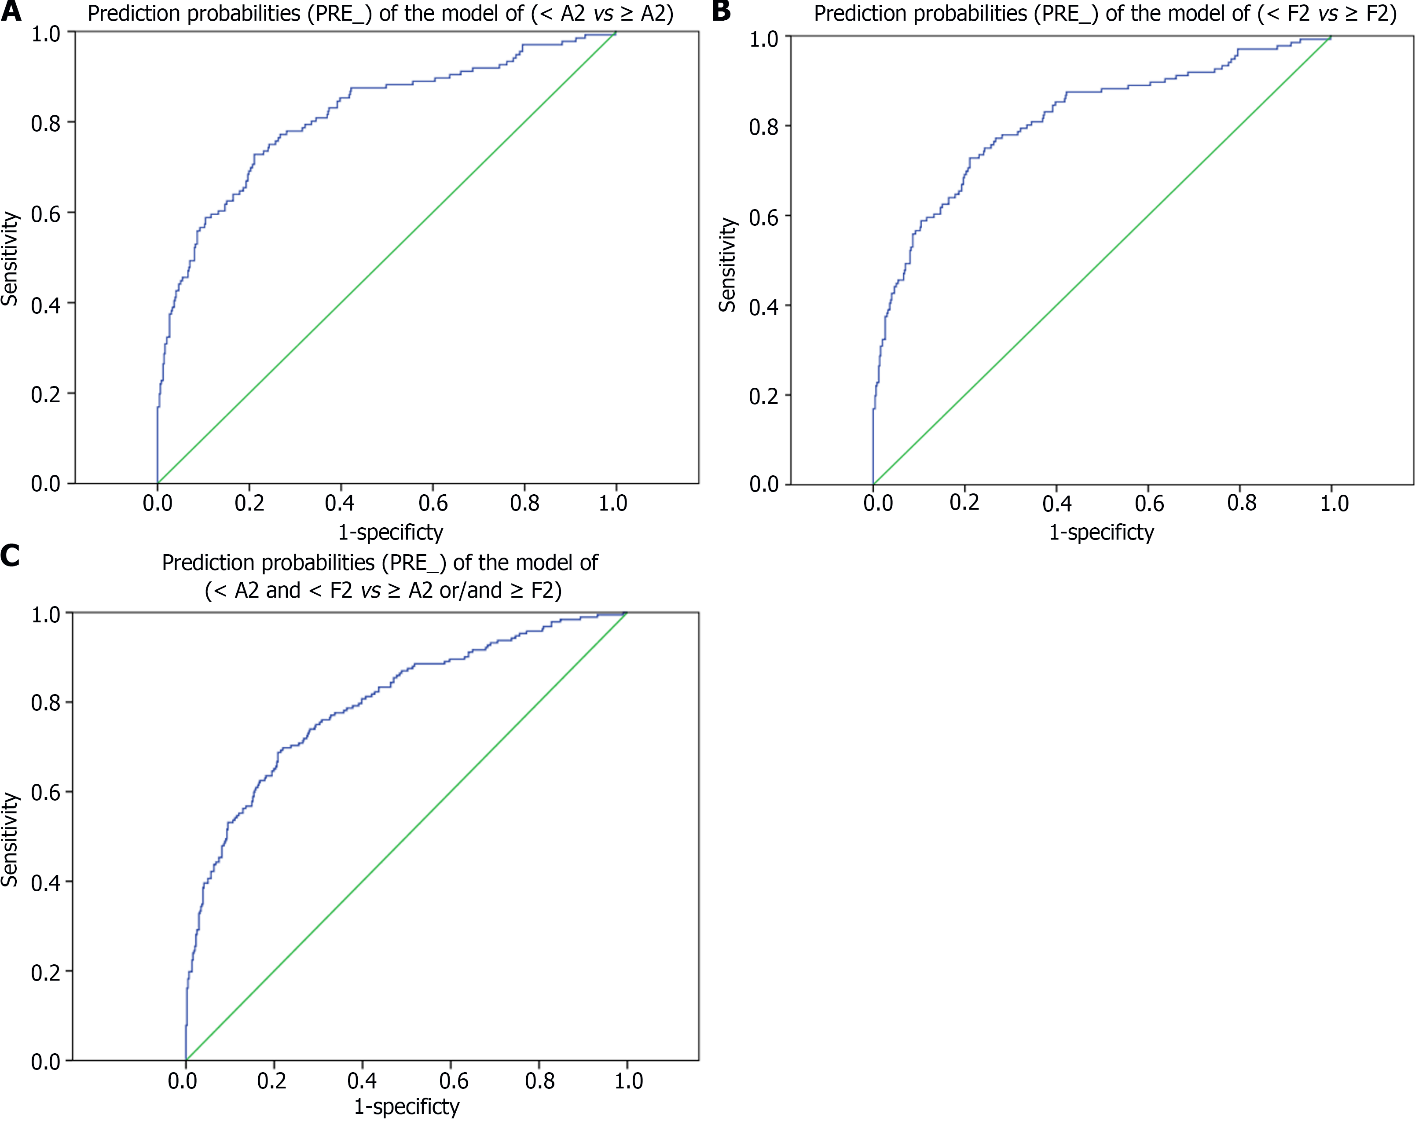 A
Prediction probabilities (PRE_) of the model of (< A2 vs ≥ A2)
1.0
0.8
0.6
0.4
0.2
0.0
Sensitivity
0.0 0.2 0.4 0.6 0.8 1.0
1-specificty
B
Prediction probabilities (PRE_) of the model of (< F2 vs ≥ F2)
1.0
0.8
0.6
0.4
0.2
0.0
Sensitivity
0.0 0.2 0.4 0.6 0.8 1.0
1-specificty
C
Prediction probabilities (PRE_) of the model of
(< A2 and < F2 vs ≥ A2 or/and ≥ F2)
1.0
0.8
0.6
0.4
0.2
0.0
Sensitivity
0.0 0.2 0.4 0.6 0.8 1.0
1-specificty